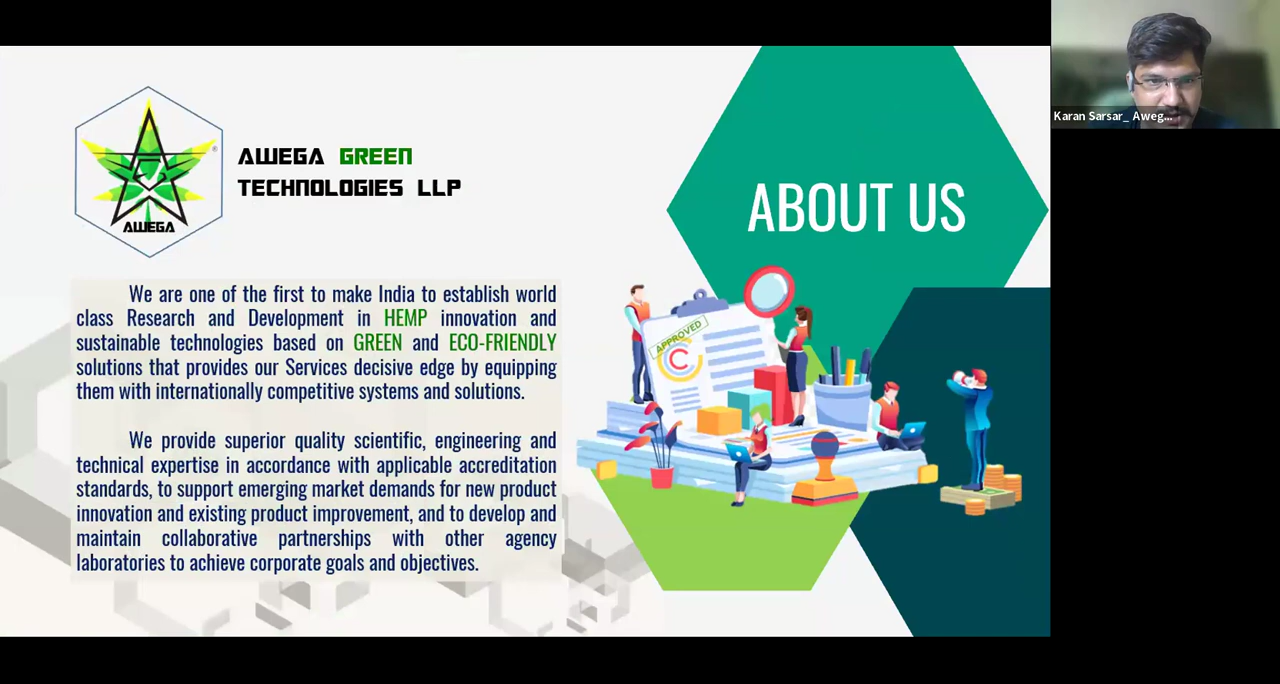 AWEGA GREEN
TECHNOLOGIES LLP
®
AWEGA
ABOUT US
We are one of the first to make India to establish world
class Research and Development in HEMP innovation and
sustainable technologies based on GREEN and ECO-FRIENDLY
solutions that provides our Services decisive edge by equipping
them with internationally competitive systems and solutions.
We provide superior quality scientific, engineering and
technical expertise in accordance with applicable accreditation
standards, to support emerging market demands for new product
innovation and existing product improvement, and to develop and
maintain collaborative partnerships with other agency
laboratories to achieve corporate goals and objectives.
APPROVED
C
Karan Sarsar_ Aweg...